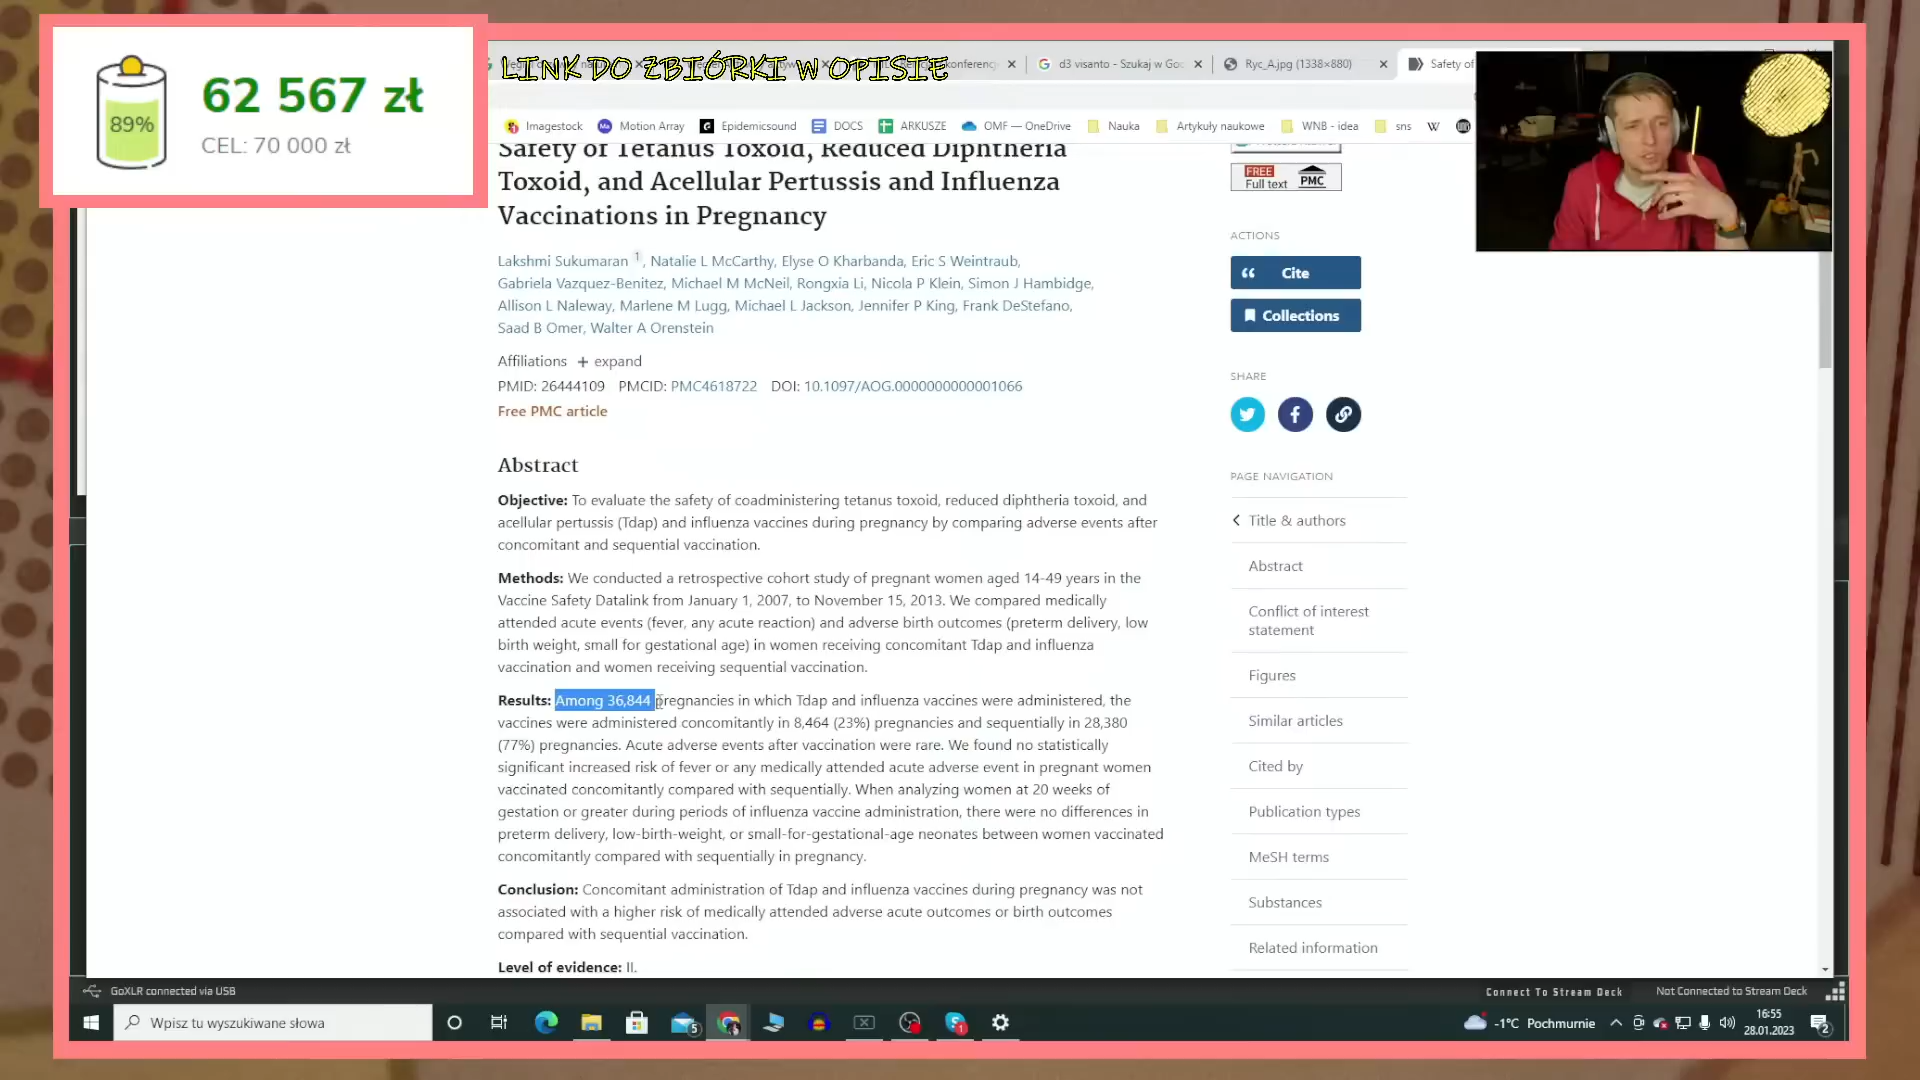 62 567 zł
89%
CEL: 70 000 zł
LINK DO ZBIÓRKI W OPISIE
d3 visanto - Szukaj w Goo
Ryc_A.jpg (1338×880)
Safety of
Imagestock
Motion Array
Epidemicsound
DOCS
ARKUSZE
OMF — OneDrive
Nauka
Artykuły naukowe
WNB - idea
sns
Safety of Tetanus Toxoid, Reduced Diphtheria
Toxoid, and Acellular Pertussis and Influenza
Vaccinations in Pregnancy
Lakshmi Sukumaran 1, Natalie L McCarthy, Elyse O Kharbanda, Eric S Weintraub,
Gabriela Vazquez-Benitez, Michael M McNeil, Rongxia Li, Nicola P Klein, Simon J Hambidge,
Allison L Naleway, Marlene M Lugg, Michael L Jackson, Jennifer P King, Frank DeStefano,
Saad B Omer, Walter A Orenstein
Affiliations + expand
PMID: 26444109 PMCID: PMC4618722 DOI: 10.1097/AOG.0000000000001066
Free PMC article
Abstract
Objective: To evaluate the safety of coadministering tetanus toxoid, reduced diphtheria toxoid, and
acellular pertussis (Tdap) and influenza vaccines during pregnancy by comparing adverse events after
concomitant and sequential vaccination.
Methods: We conducted a retrospective cohort study of pregnant women aged 14-49 years in the
Vaccine Safety Datalink from January 1, 2007, to November 15, 2013. We compared medically
attended acute events (fever, any acute reaction) and adverse birth outcomes (preterm delivery, low
birth weight, small for gestational age) in women receiving concomitant Tdap and influenza
vaccination and women receiving sequential vaccination.
Results: Among 36,844 pregnancies in which Tdap and influenza vaccines were administered, the
vaccines were administered concomitantly in 8,464 (23%) pregnancies and sequentially in 28,380
(77%) pregnancies. Acute adverse events after vaccination were rare. We found no statistically
significant increased risk of fever or any medically attended acute adverse event in pregnant women
vaccinated concomitantly compared with sequentially. When analyzing women at 20 weeks of
gestation or greater during periods of influenza vaccine administration, there were no differences in
preterm delivery, low-birth-weight, or small-for-gestational-age neonates between women vaccinated
concomitantly compared with sequentially in pregnancy.
Conclusion: Concomitant administration of Tdap and influenza vaccines during pregnancy was not
associated with a higher risk of medically attended adverse acute outcomes or birth outcomes
compared with sequential vaccination.
Level of evidence: II.
FREE
Full text PMC
ACTIONS
Cite
Collections
SHARE
PAGE NAVIGATION
Title & authors
Abstract
Conflict of interest
statement
Figures
Similar articles
Cited by
Publication types
MeSH terms
Substances
Related information
GoXLR connected via USB
Connect To Stream Deck
Not Connected to Stream Deck
Wpisz tu wyszukiwane słowa
-1°C Pochmurnie
16:55
28.01.2023